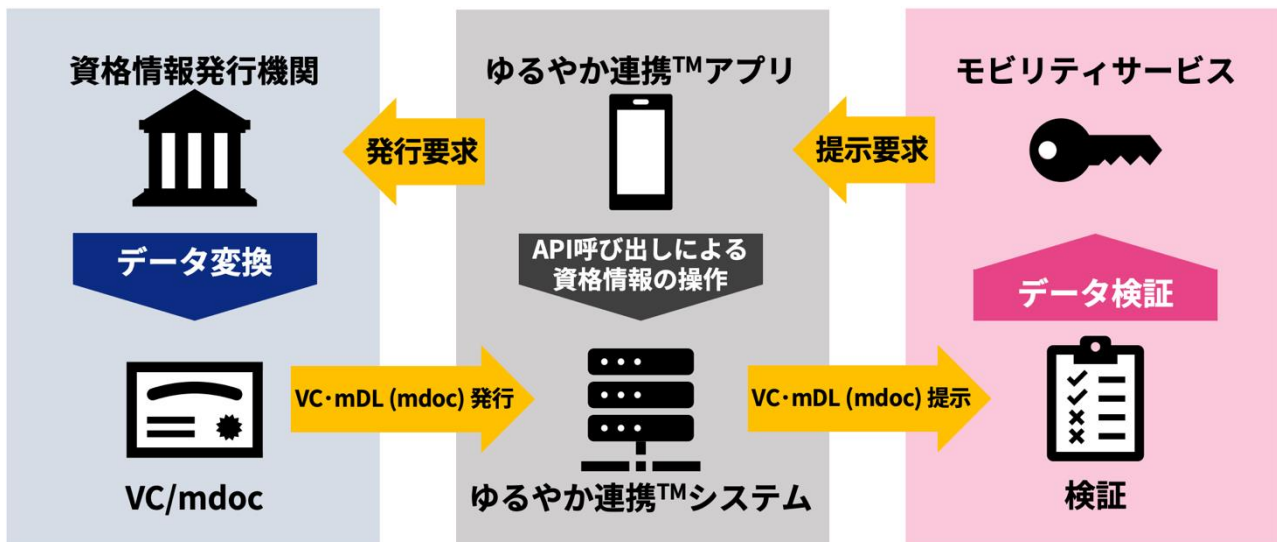 資格情報発行機関
ゆるやか連携™アプリ
モビリティサービス
発行要求
提示要求
データ変換
API呼び出しによる
資格情報の操作
データ検証
VC・mDL (mdoc) 発行
VC・mDL (mdoc) 提示
VC/mdoc
ゆるやか連携™システム
検証